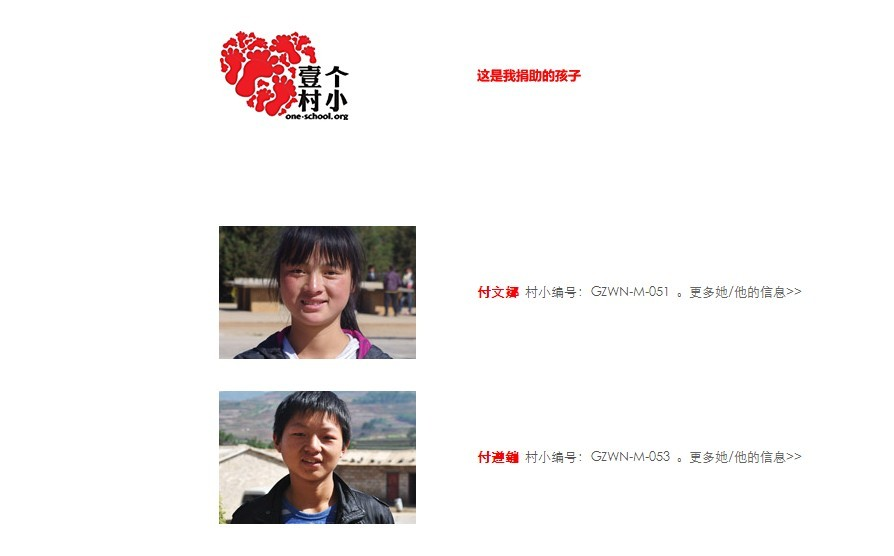 壹个
村小
one·school.org
这是我捐助的孩子
付文娜 村小编号：GZWN-M-051 。更多她/他的信息>>
付遵 村小编号：GZWN-M-053 。更多她/他的信息>>